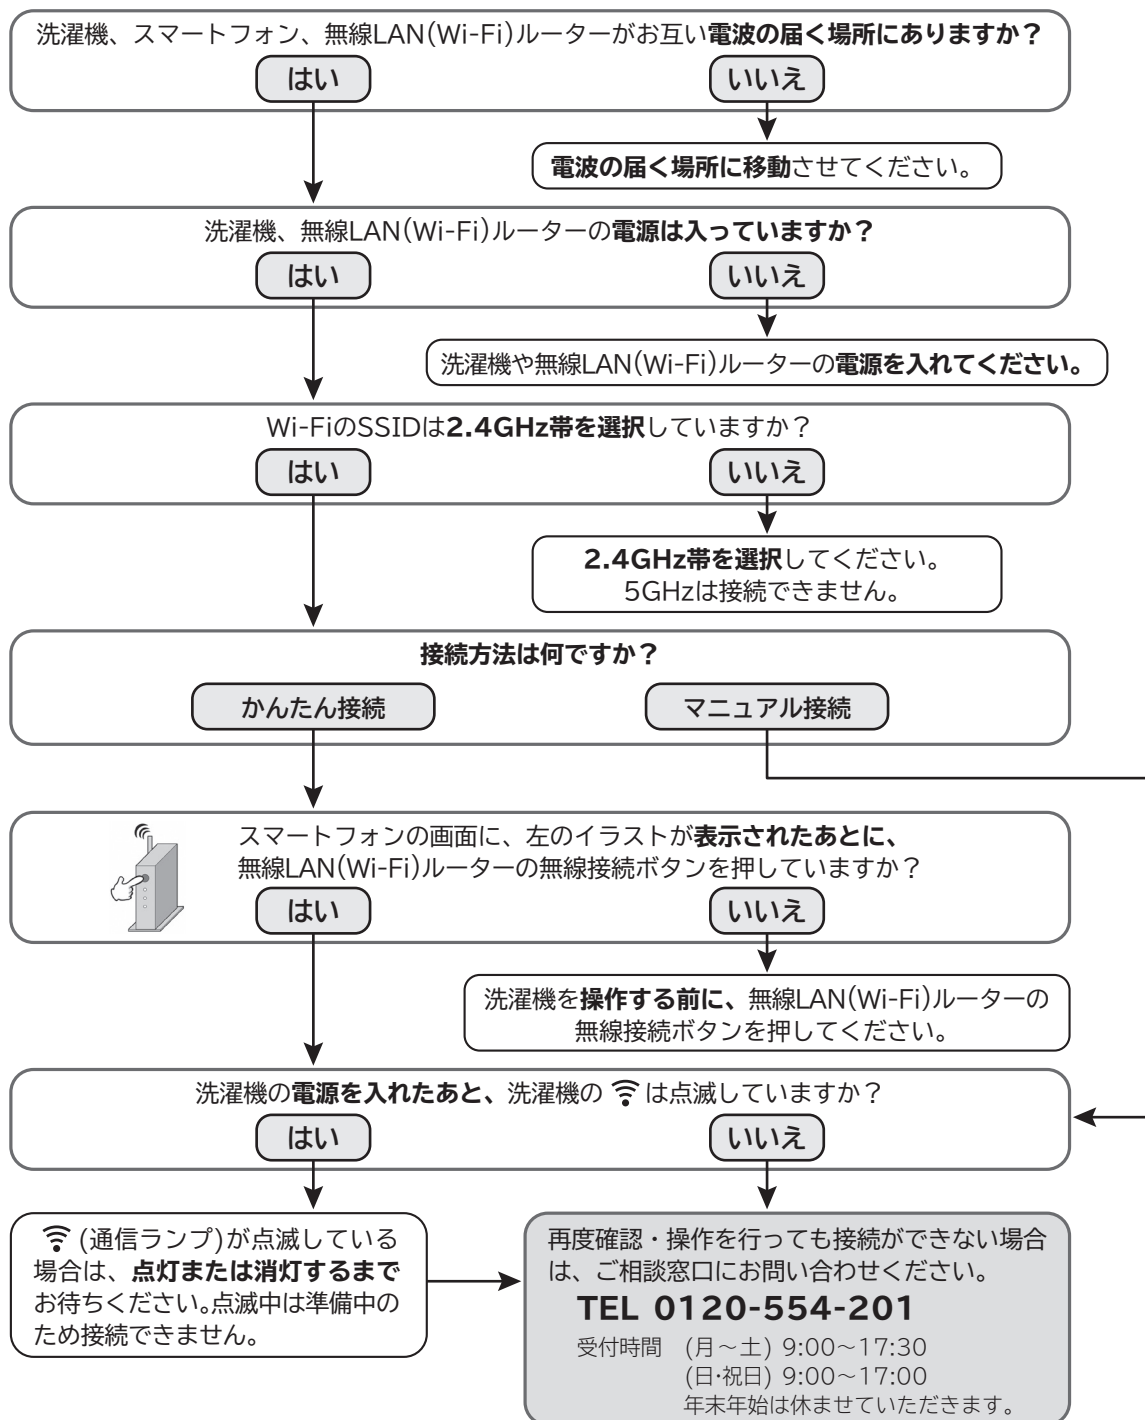 洗濯機、スマートフォン、無線LAN(Wi-Fi)ルーターがお互い電波の届く場所にありますか？
はい
いいえ
電波の届く場所に移動させてください。
洗濯機、無線LAN(Wi-Fi)ルーターの電源は入っていますか？
はい
いいえ
洗濯機や無線LAN(Wi-Fi)ルーターの電源を入れてください。
Wi-FiのSSIDは2.4GHz帯を選択していますか？
はい
いいえ
2.4GHz帯を選択してください。
5GHzは接続できません。
接続方法は何ですか？
かんたん接続
マニュアル接続
スマートフォンの画面に、左のイラストが表示されたあとに、
無線LAN(Wi-Fi)ルーターの無線接続ボタンを押していますか？
はい
いいえ
洗濯機を操作する前に、無線LAN(Wi-Fi)ルーターの
無線接続ボタンを押してください。
洗濯機の電源を入れたあと、洗濯機の は点滅していますか？
はい
いいえ
(通信ランプ)が点滅している
場合は、点灯または消灯するまで
お待ちください。点滅中は準備中の
ため接続できません。
再度確認・操作を行っても接続ができない場合
は、ご相談窓口にお問い合わせください。
TEL 0120-554-201
受付時間 (月～土) 9:00～17:30
(日・祝日) 9:00～17:00
年末年始は休ませていただきます。